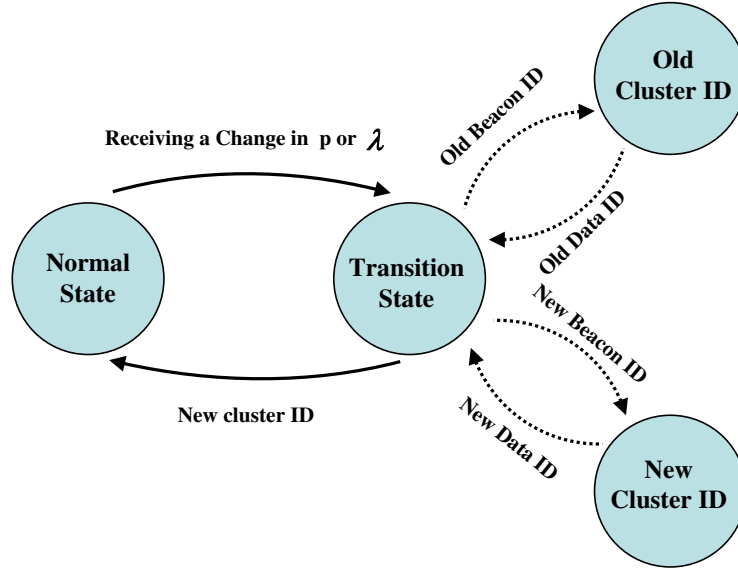 Old
Cluster ID
Old Beacon ID
Receiving a Change in p or λ
Old Data ID
Normal
State
Transition
State
New Beacon ID
New cluster ID
New Data ID
New
Cluster ID